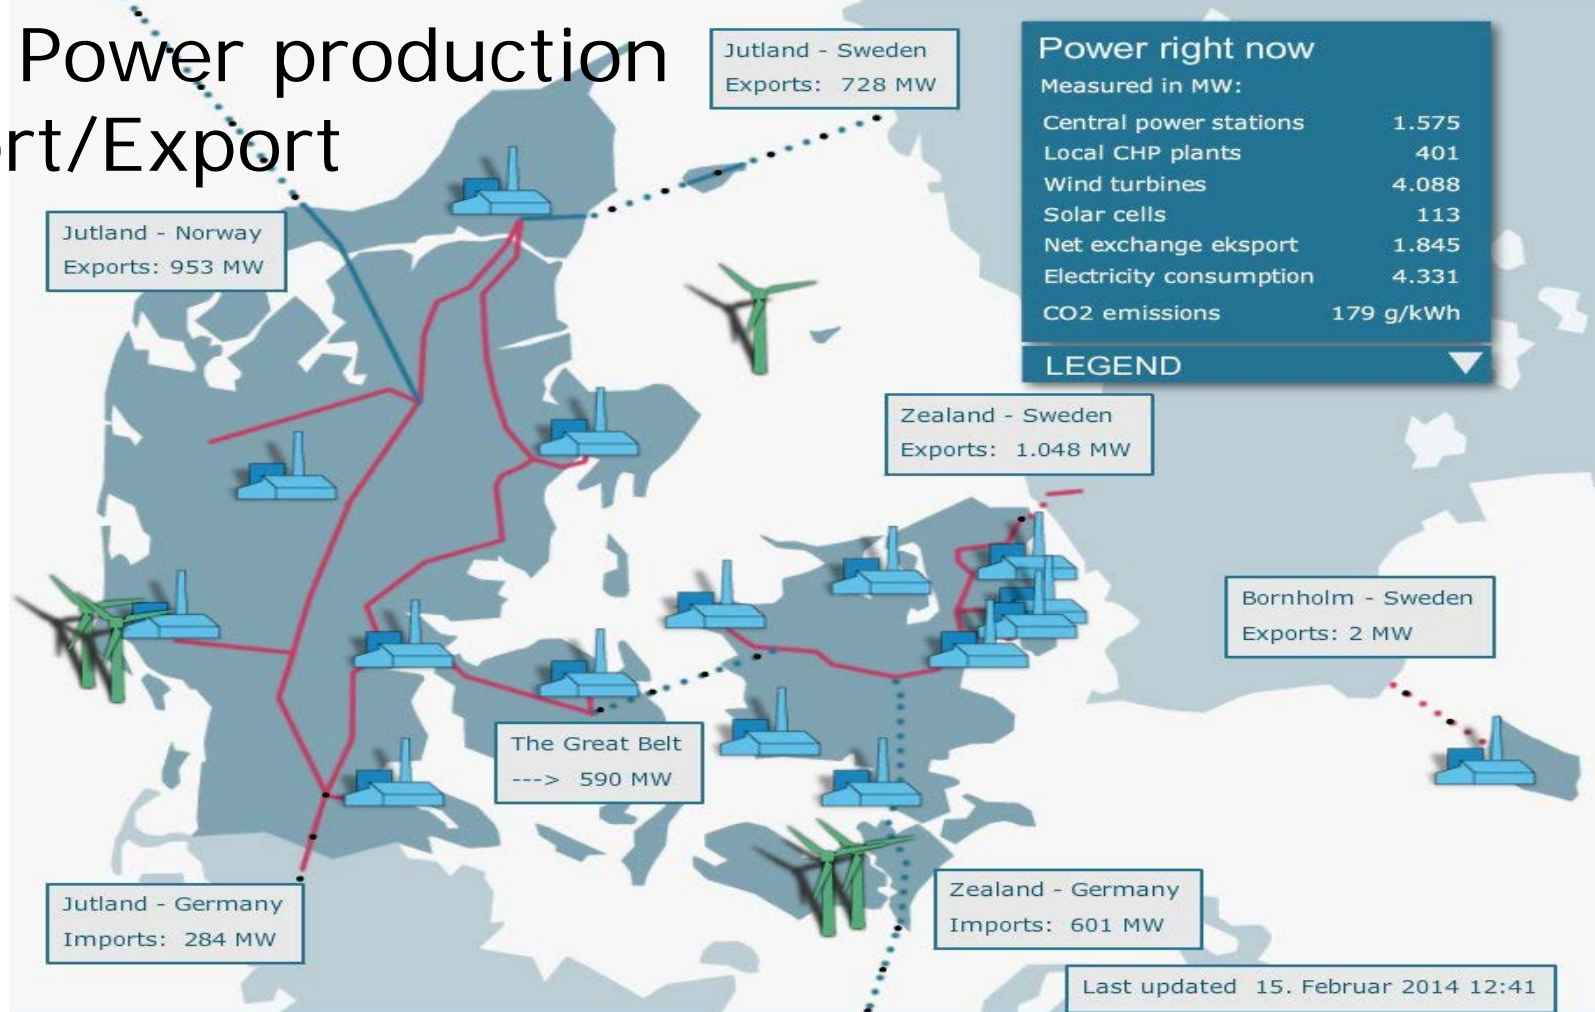 Power production
rt/Export
Jutland - Sweden
Exports: 728 MW
Power right now
Measured in MW:
Central power stations 1.575
Local CHP plants 401
Wind turbines 4.088
Solar cells 113
Net exchange eksport 1.845
Electricity consumption 4.331
CO2 emissions 179 g/kWh
LEGEND
Jutland - Norway
Exports: 953 MW
Zealand - Sweden
Exports: 1.048 MW
Bornholm - Sweden
Exports: 2 MW
The Great Belt
---> 590 MW
Jutland - Germany
Imports: 284 MW
Zealand - Germany
Imports: 601 MW
Last updated 15. Februar 2014 12:41